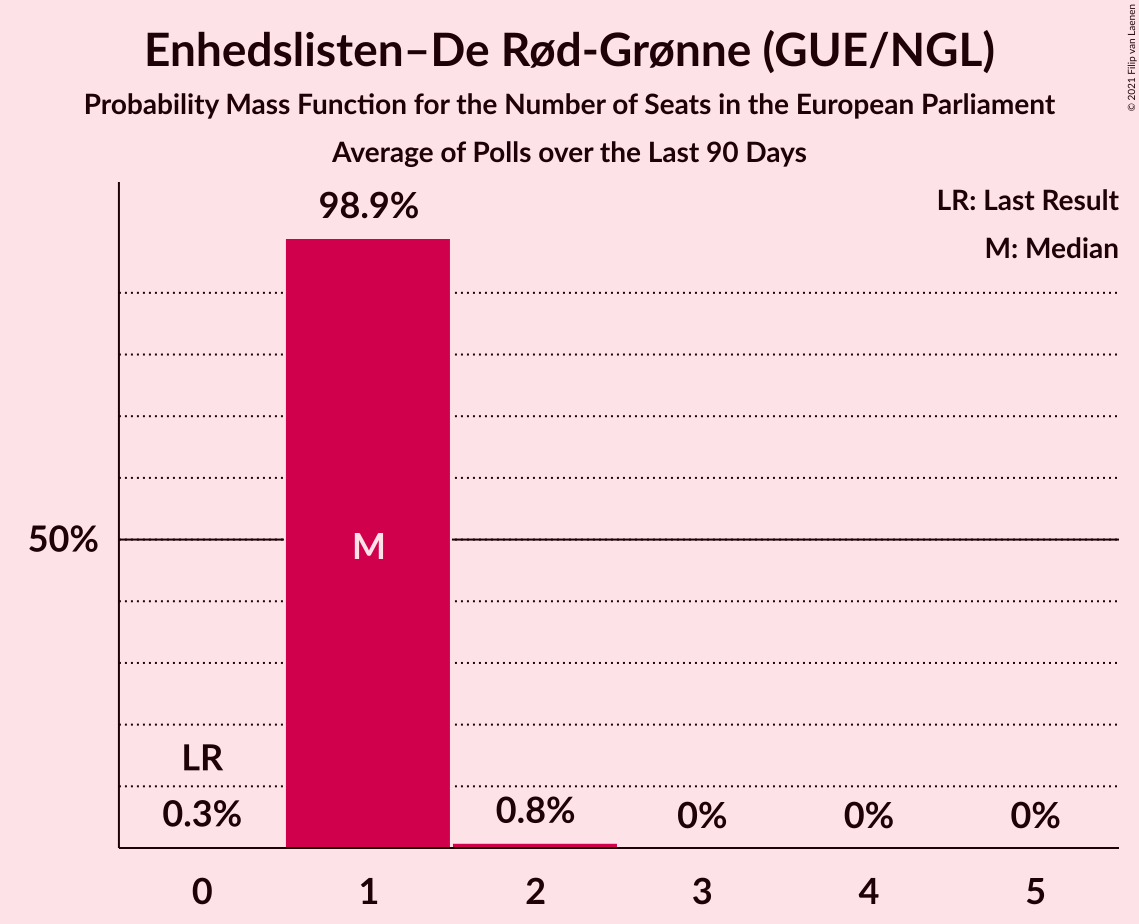 Enhedslisten–De Rød-Grønne (GUE/NGL)
Probability Mass Function for the Number of Seats in the European Parliament
Average of Polls over the Last 90 Days
© 2021 Filip van Laenen
LR: Last Result
M: Median
98.9%
50%
M
LR
0.3%
0.8%
0%
0%
0%
0
1
2
3
4
5